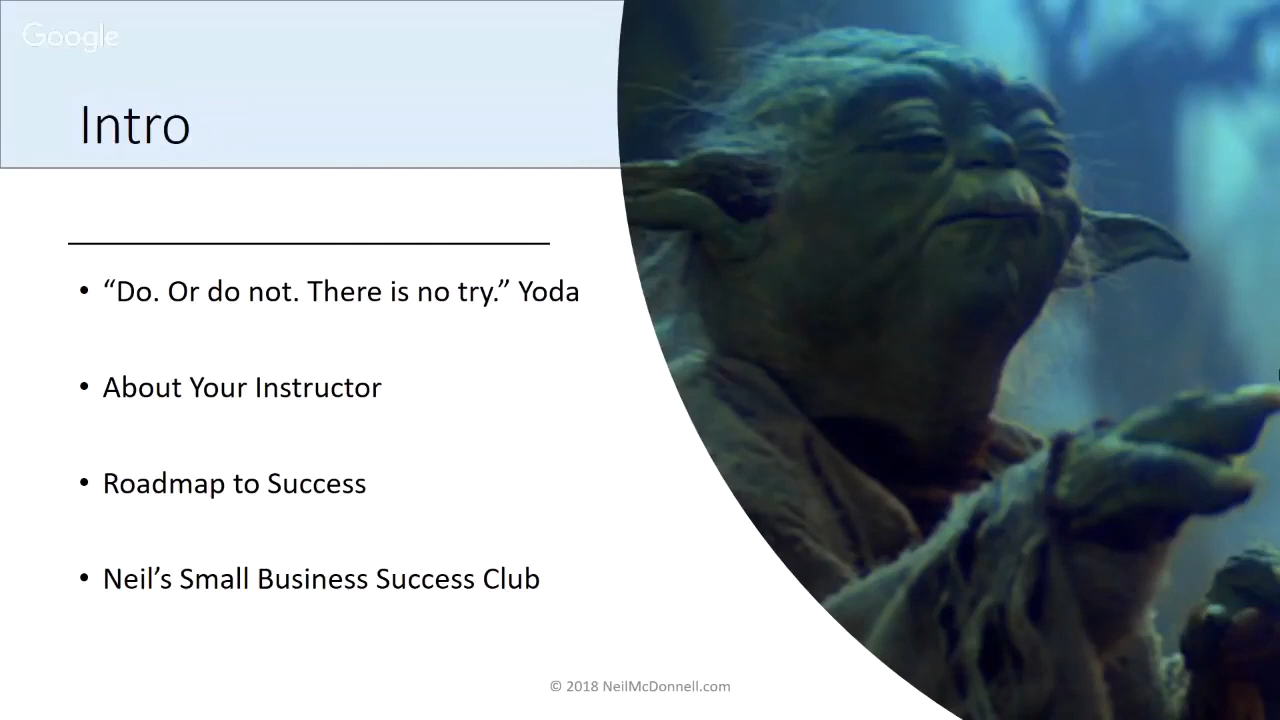 Google
Intro
• “Do. Or do not. There is no try.” Yoda
• About Your Instructor
• Roadmap to Success
• Neil’s Small Business Success Club
© 2018 NeilMcDonnell.com